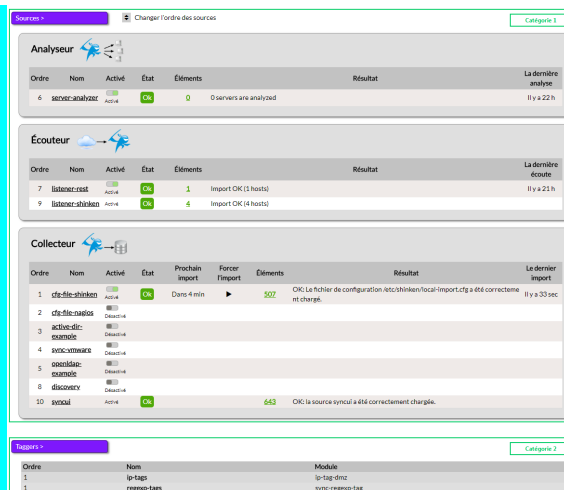 Sources >
Changer l'ordre des sources
Catégorie 1
Analyseur
Ordre Nom Activé État Éléments Résultat La dernière
analyse
6 server-analyzer Activé Ok 0 0 servers are analyzed Il y a 22 h
Écouteur
Ordre Nom Activé État Éléments Résultat La dernière
écoute
7 listener-rest Activé Ok 1 Import OK (1 hosts) Il y a 21 h
9 listener-shinken Activé Ok 4 Import OK (4 hosts)
Collecteur
Ordre Nom Activé État Prochain import Forcer l'import Éléments Résultat Le dernier
import
1 cfg-file-shinken Activé Ok Dans 4 min 507 OK: Le fichier de configuration /etc/shinken/local-import.cfg a été correcteme Il y a 33 sec
nt chargé.
2 cfg-file-nagios Désactivé
3 active-dir-
example Désactivé
4 sync-vmware Désactivé
5 openldap-
example Désactivé
8 discovery Désactivé
10 syncui Activé Ok 643 OK: la source syncui a été correctement chargée.
Taggers >
Catégorie 2
Ordre Nom Module
1 ip-tags ip-tag-dmz
1 regexp-tags sync-regexp-tag